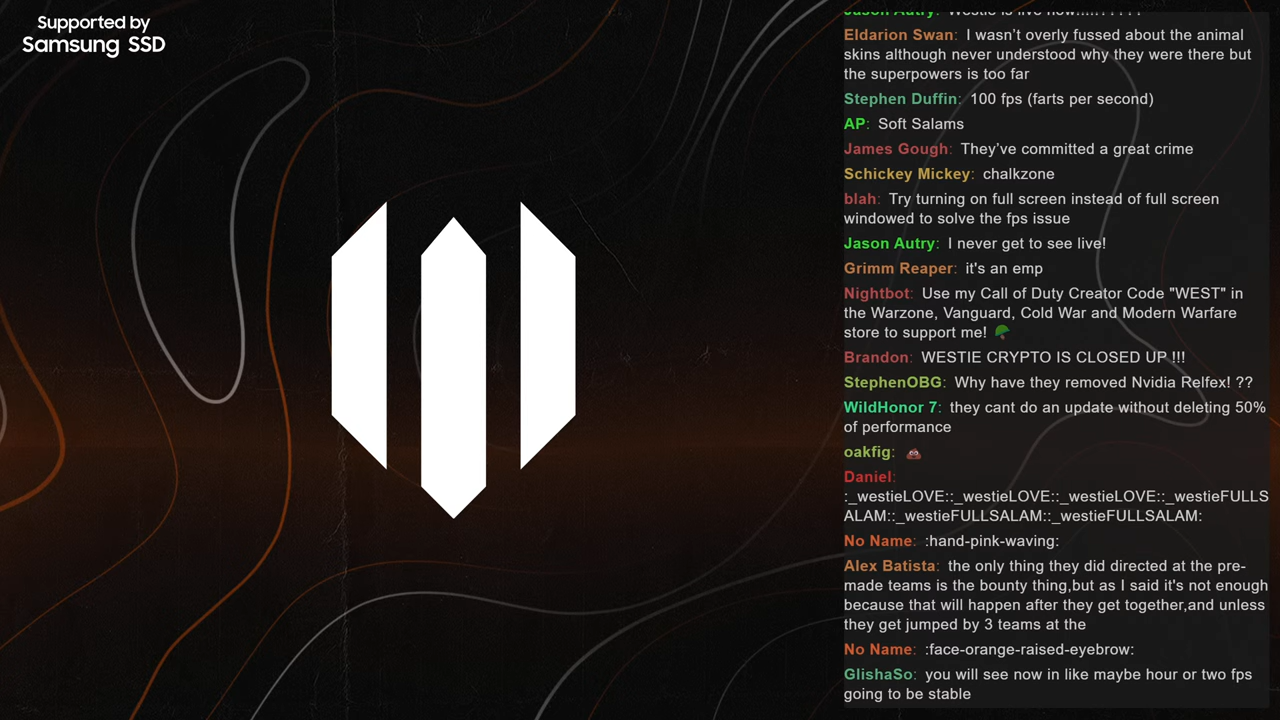 Supported by
Samsung SSD
Jason Autry: Westie is live now.....?????
Eldarion Swan: I wasn't overly fussed about the animal
skins although never understood why they were there but
the superpowers is too far
Stephen Duffin: 100 fps (farts per second)
AP: Soft Salams
James Gough: They've committed a great crime
Schickey Mickey: chalkzone
blah: Try turning on full screen instead of full screen
windowed to solve the fps issue
Jason Autry: I never get to see live!
Grimm Reaper: it's an emp
Nightbot: Use my Call of Duty Creator Code "WEST" in
the Warzone, Vanguard, Cold War and Modern Warfare
store to support me!
Brandon: WESTIE CRYPTO IS CLOSED UP !!!
StephenOBG: Why have they removed Nvidia Relfex! ??
WildHonor 7: they cant do an update without deleting 50%
of performance
oakfig:
Daniel:
:_westieLOVE::_westieLOVE::_westieLOVE::_westieFULLS
ALAM::_westieFULLSALAM::_westieFULLSALAM:
No Name: :hand-pink-waving:
Alex Batista: the only thing they did directed at the pre-
made teams is the bounty thing,but as I said it's not enough
because that will happen after they get together,and unless
they get jumped by 3 teams at the
No Name: :face-orange-raised-eyebrow:
GlishaSo: you will see now in like maybe hour or two fps
going to be stable